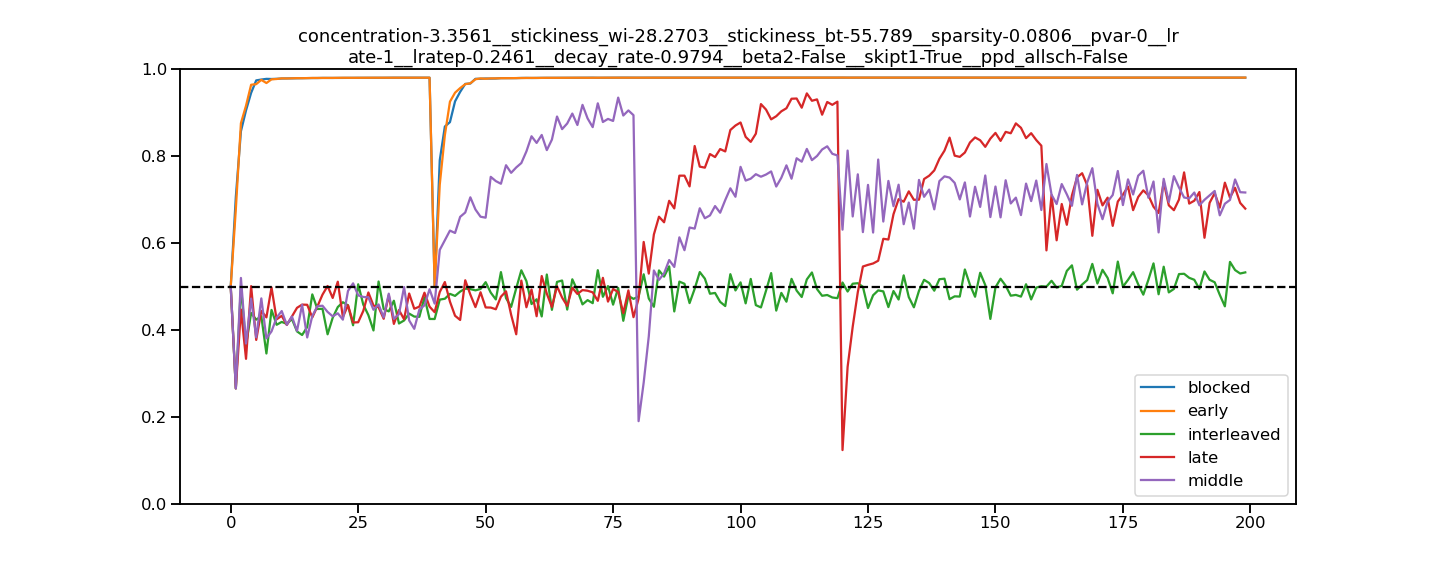 concentration-3.3561__stickiness_wi-28.2703__stickiness_bt-55.789__sparsity-0.0806__pvar-0__lr
ate-1__lratep-0.2461__decay_rate-0.9794__beta2-False__skipt1-True__ppd_allsch-False
1.0
0.8
0.6
0.4
0.2
0.0
0 25 50 75 100 125 150 175 200
blocked
early
interleaved
late
middle